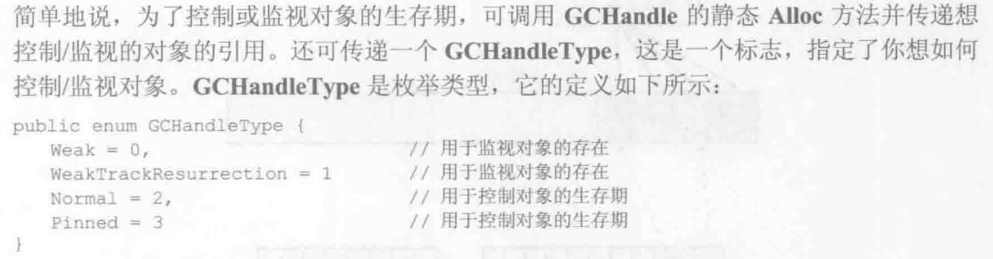 简单地说，为了控制或监视对象的生存期，可调用 GCHandle 的静态 Alloc 方法并传递想
控制/监视的对象的引用。还可传递一个 GCHandleType，这是一个标志，指定了你想如何
控制/监视对象。GCHandleType 是枚举类型，它的定义如下所示：
public enum GCHandleType {
    Weak = 0,                        // 用于监视对象的存在
    WeakTrackResurrection = 1        // 用于监视对象的存在
    Normal = 2,                      // 用于控制对象的生存期
    Pinned = 3                       // 用于控制对象的生存期
}